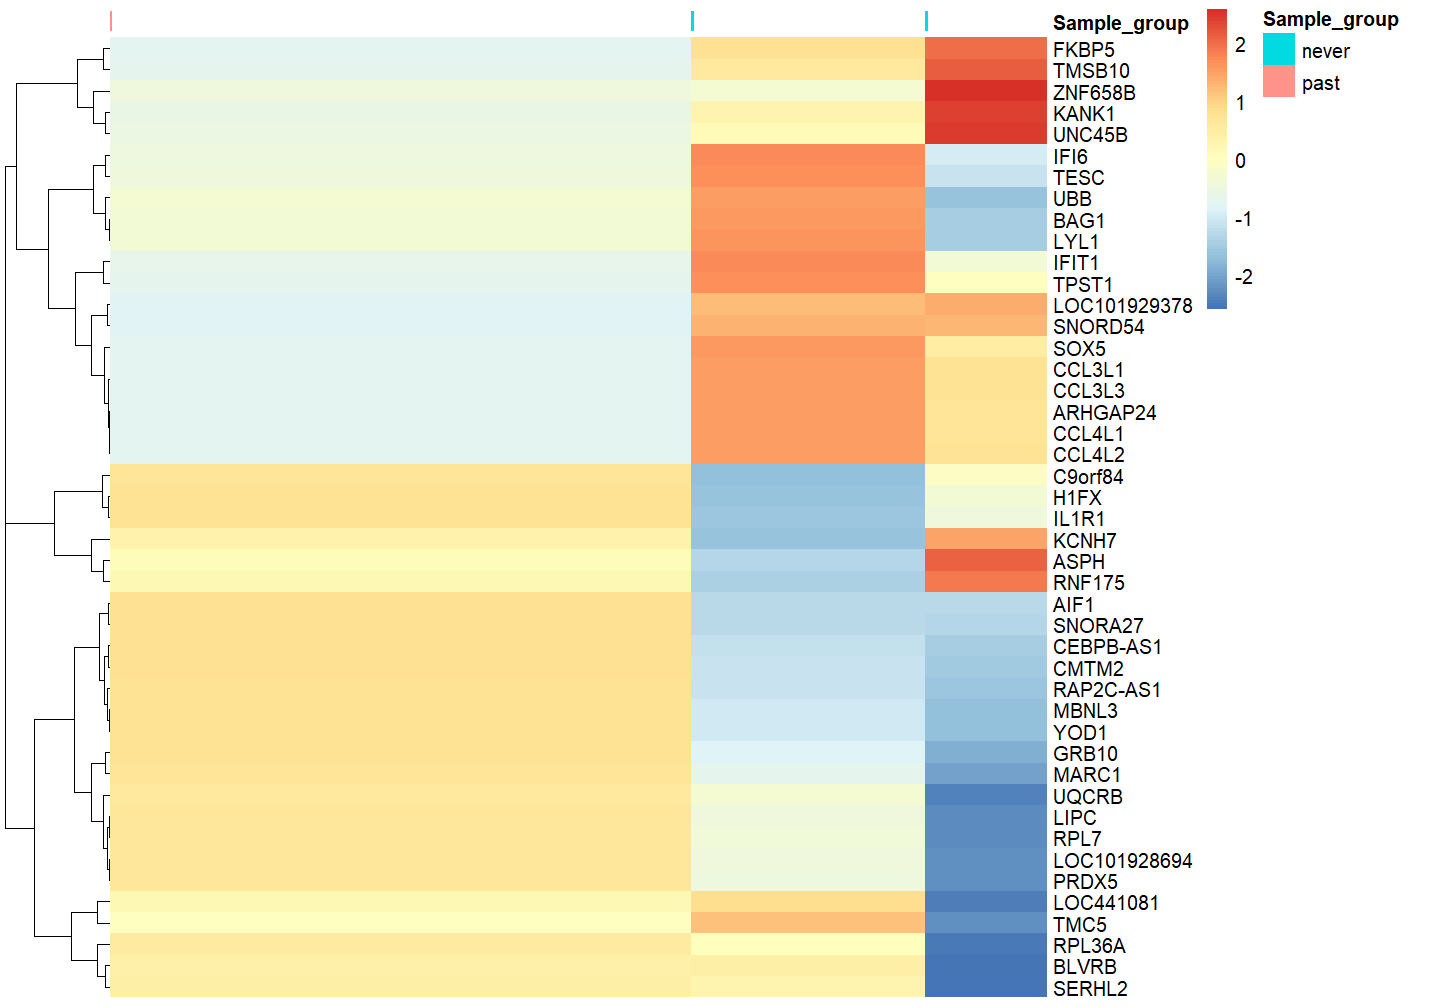 Sample_group
FKBP5
TMSB10
ZNF658B
KANK1
UNC45B
IFI6
TESC
UBB
BAG1
LYL1
IFIT1
TPST1
LOC101929378
SNORD54
SOX5
CCL3L1
CCL3L3
ARHGAP24
CCL4L1
CCL4L2
C9orf84
H1FX
IL1R1
KCNH7
ASPH
RNF175
AIF1
SNORA27
CEBPB-AS1
CMTM2
RAP2C-AS1
MBNL3
YOD1
GRB10
MARC1
UQCRB
LIPC
RPL7
LOC101928694
PRDX5
LOC441081
TMC5
RPL36A
BLVRB
SERHL2
2
1
0
-1
-2
Sample_group
never
past